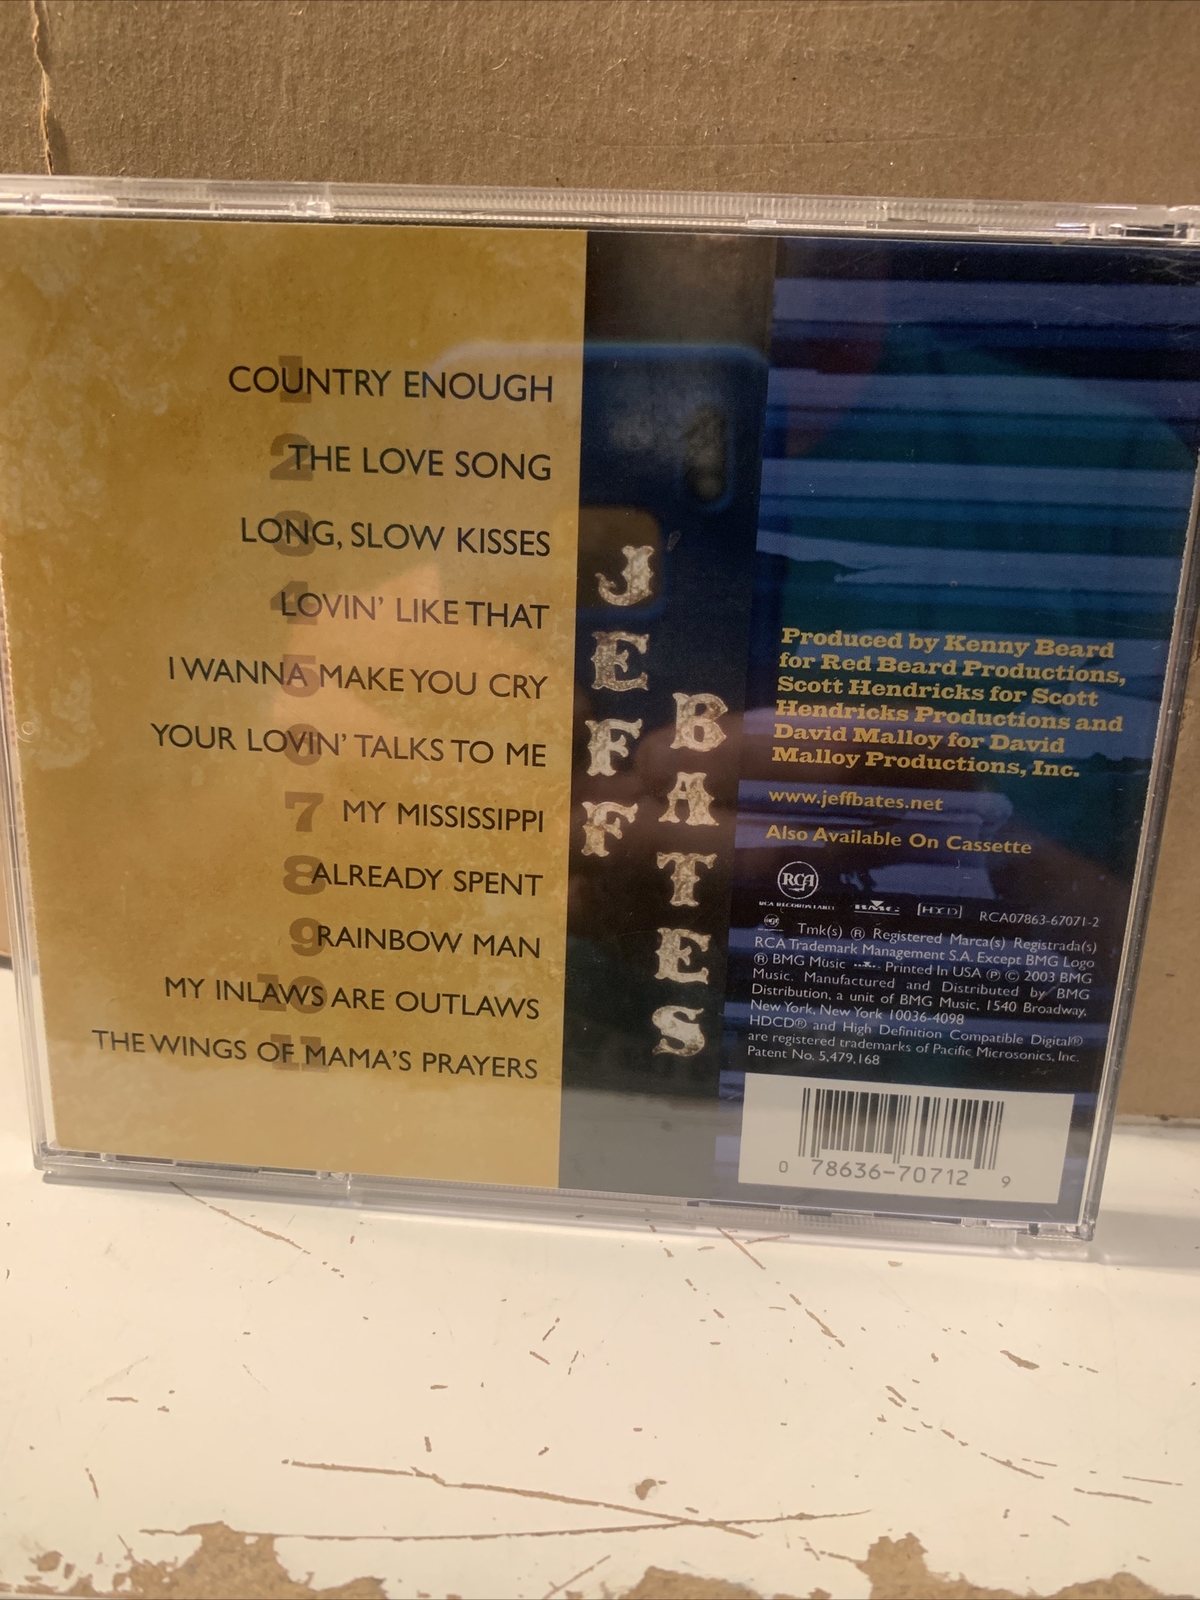 1 COUNTRY ENOUGH
2 THE LOVE SONG
3 LONG, SLOW KISSES
4 LOVIN' LIKE THAT
5 I WANNA MAKE YOU CRY
6 YOUR LOVIN' TALKS TO ME
7 MY MISSISSIPPI
8 ALREADY SPENT
9 RAINBOW MAN
10 MY INLAWS ARE OUTLAWS
11 THE WINGS OF MAMA'S PRAYERS
JEFF
BATES
Produced by Kenny Beard
for Red Beard Productions,
Scott Hendricks for Scott
Hendricks Productions and
David Malloy for David
Malloy Productions, Inc.
www.jeffbates.net
Also Available On Cassette
RCA
RCA RECORDS LABEL BMG HDCD RCA07863-67071-2
Tmk(s) ® Registered Marca(s) Registrada(s)
RCA Trademark Management S.A. Except BMG Logo
® BMG Music Printed In USA ℗ © 2003 BMG
Music. Manufactured and Distributed by BMG
Distribution, a unit of BMG Music, 1540 Broadway,
New York, New York 10036-4098
HDCD® and High Definition Compatible Digital®
are registered trademarks of Pacific Microsonics, Inc.
Patent No. 5,479,168
0 78636-70712 9